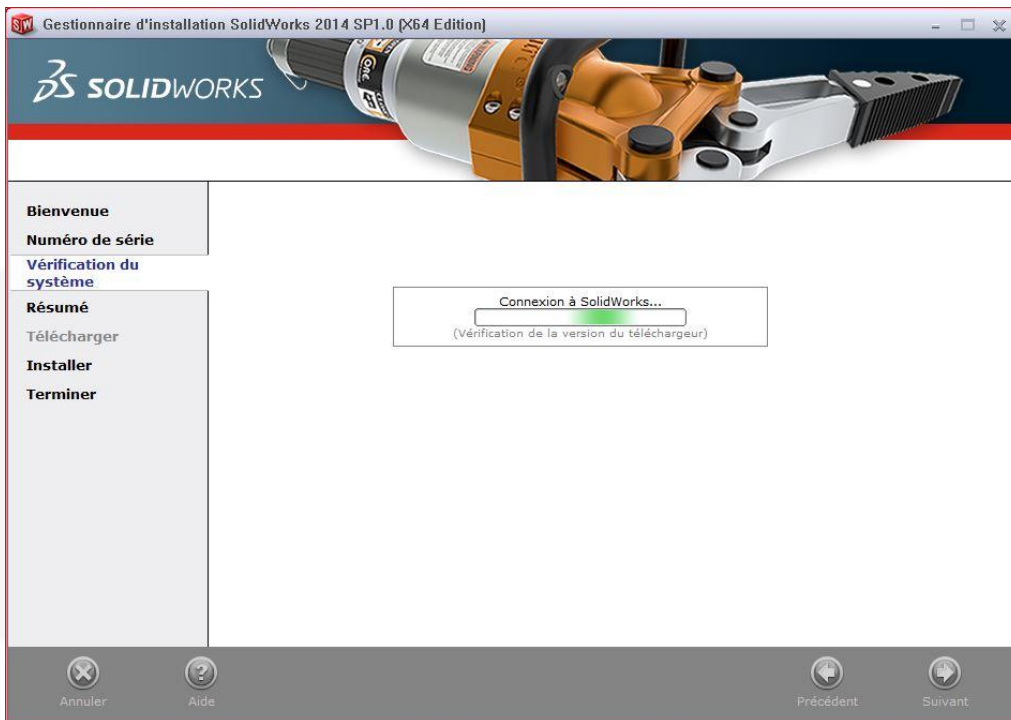 Gestionnaire d'installation SolidWorks 2014 SP1.0 (X64 Edition)
SOLIDWORKS
Bienvenue
Numéro de série
Vérification du
système
Résumé
Télécharger
Installer
Terminer
Connexion à SolidWorks...
(Vérification de la version du téléchargeur)
Annuler
Aide
Précédent
Suivant